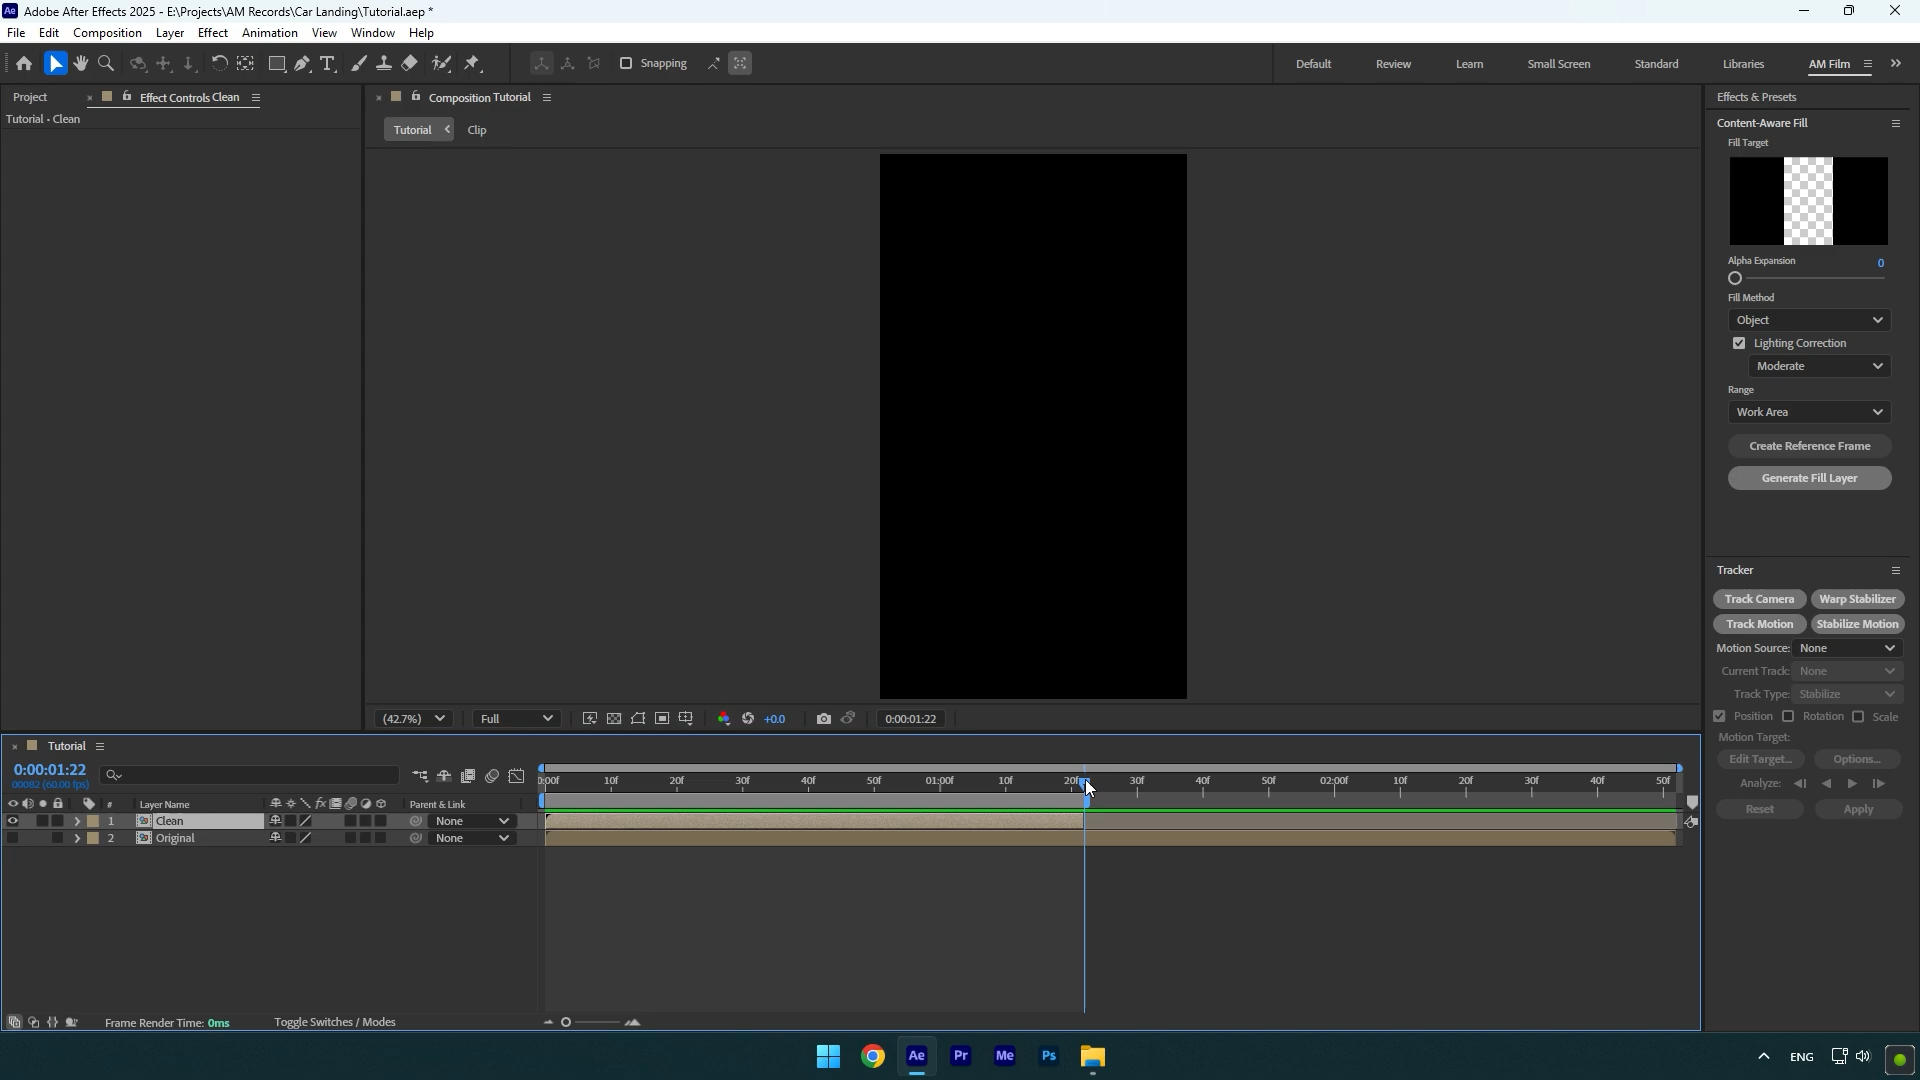 Adobe After Effects 2025 - E:\Projects\AM Records\Car Landing\Tutorial.aep *
File Edit Composition Layer Effect Animation View Window Help
Snapping
Default Review Learn Small Screen Standard Libraries AM Film
Project Effect Controls Clean
Tutorial • Clean
Composition Tutorial
Tutorial Clip
Effects & Presets
Content-Aware Fill
Fill Target
Alpha Expansion 0
Fill Method
Object
Lighting Correction
Moderate
Range
Work Area
Create Reference Frame
Generate Fill Layer
Tracker
Track Camera Warp Stabilizer
Track Motion Stabilize Motion
Motion Source: None
Current Track: None
Track Type: Stabilize
Position Rotation Scale
Motion Target:
Edit Target... Options...
Analyze:
Reset Apply
(42.7%) Full +0.0 0:00:01:22
Tutorial
0:00:01:22
00082 (60.00 fps)
0:00f 10f 20f 30f 40f 50f 01:00f 10f 20f 30f 40f 50f 02:00f 10f 20f 30f 40f 50f
# Layer Name fx Parent & Link
1 Clean None
2 Original None
Frame Render Time: 0ms Toggle Switches / Modes
Ae Pr Me Ps ENG